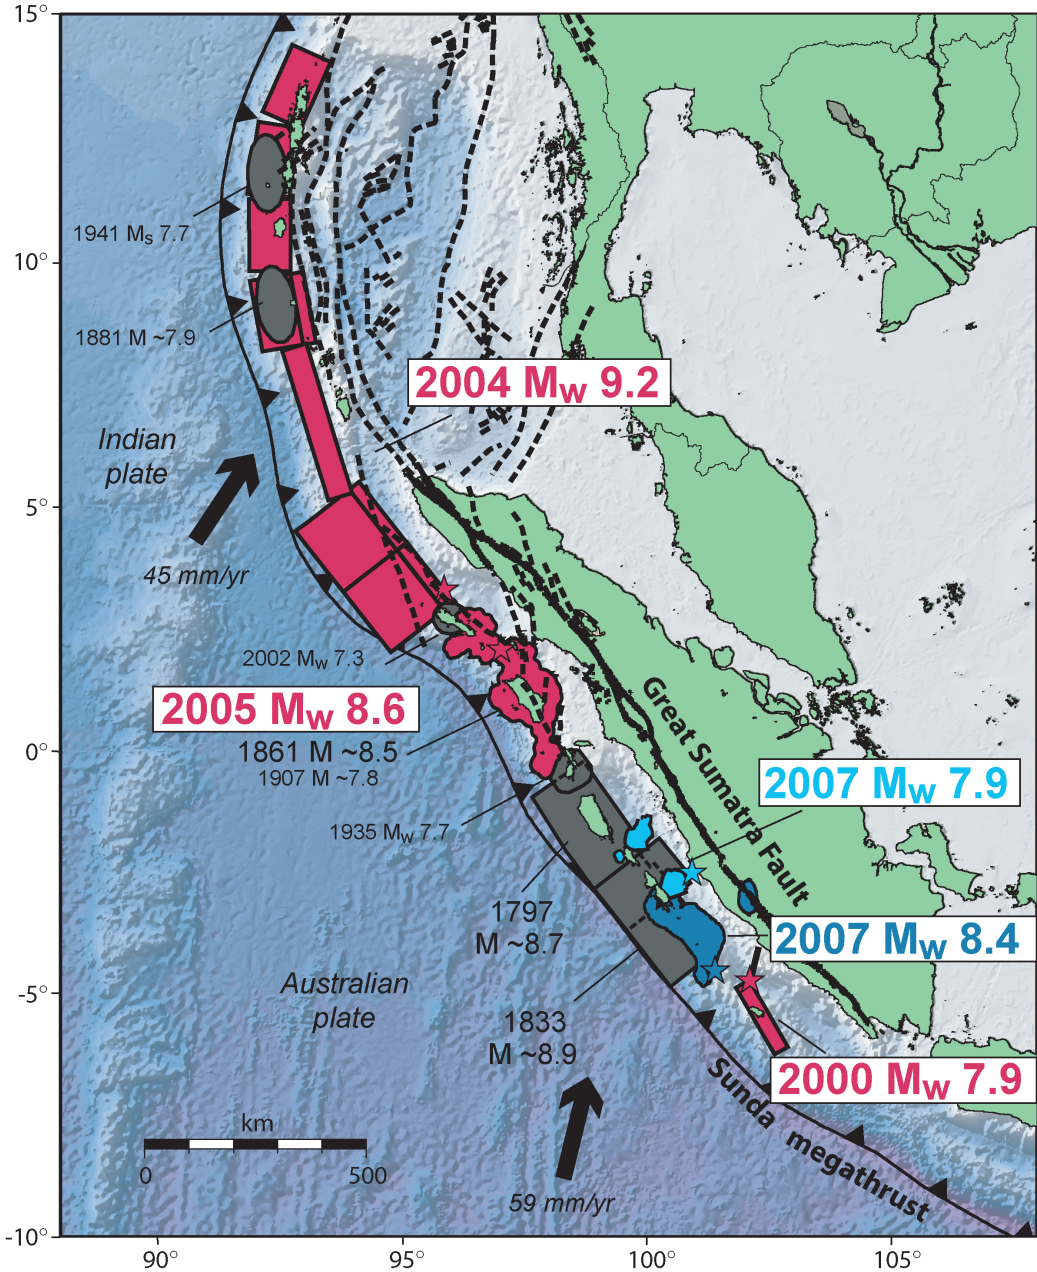 15°
1941 Ms 7.7
10°
1881 M ~7.9
2004 Mw 9.2
Indian
plate
5°
45 mm/yr
2002 Mw 7.3
2005 Mw 8.6
Great Sumatra Fault
0°
1861 M ~8.5
1907 M ~7.8
2007 Mw 7.9
1935 Mw 7.7
1797
M ~8.7
2007 Mw 8.4
Australian
plate
-5°
1833
M ~8.9
2000 Mw 7.9
Sunda megathrust
km
0 500
59 mm/yr
-10°
90° 95° 100° 105°